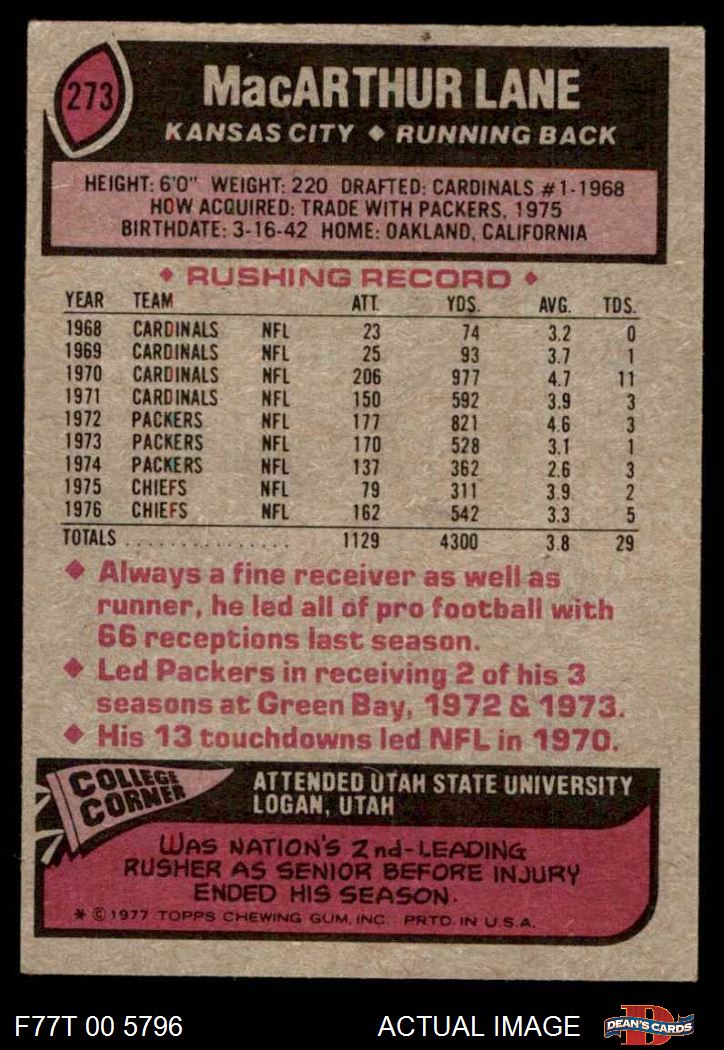 273
MacARTHUR LANE
KANSAS CITY ♦ RUNNING BACK
HEIGHT: 6'0" WEIGHT: 220 DRAFTED: CARDINALS #1-1968
HOW ACQUIRED: TRADE WITH PACKERS, 1975
BIRTHDATE: 3-16-42 HOME: OAKLAND, CALIFORNIA
♦ RUSHING RECORD ♦
YEAR TEAM ATT. YDS. AVG. TDS.
1968 CARDINALS NFL 23 74 3.2 0
1969 CARDINALS NFL 25 93 3.7 1
1970 CARDINALS NFL 206 977 4.7 11
1971 CARDINALS NFL 150 592 3.9 3
1972 PACKERS NFL 177 821 4.6 3
1973 PACKERS NFL 170 528 3.1 1
1974 PACKERS NFL 137 362 2.6 3
1975 CHIEFS NFL 79 311 3.9 2
1976 CHIEFS NFL 162 542 3.3 5
TOTALS . . . . . . . . . . . . . . . 1129 4300 3.8 29
♦ Always a fine receiver as well as
runner, he led all of pro football with
66 receptions last season.
♦ Led Packers in receiving 2 of his 3
seasons at Green Bay, 1972 & 1973.
♦ His 13 touchdowns led NFL in 1970.
COLLEGE
CORNER
ATTENDED UTAH STATE UNIVERSITY
LOGAN, UTAH
WAS NATION'S 2nd-LEADING
RUSHER AS SENIOR BEFORE INJURY
ENDED HIS SEASON.
* © 1977 TOPPS CHEWING GUM, INC. PRTD. IN U.S.A.
F77T 00 5796
ACTUAL IMAGE
D
DEAN'S CARDS